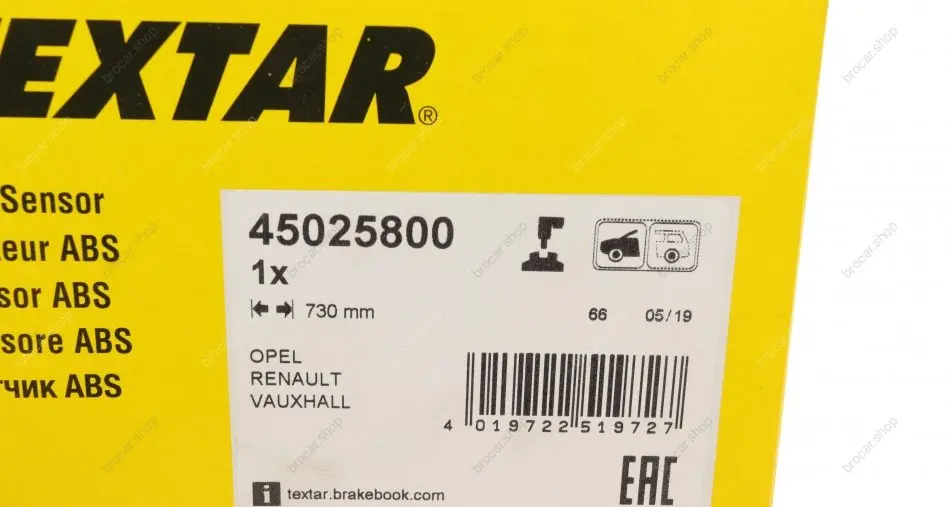 TEXTAR®
Sensor
eur ABS
sor ABS
sore ABS
чик ABS
45025800
1x
730 mm
66 05/19
OPEL
RENAULT
VAUXHALL
4 019722 519727
i textar.brakebook.com
EAC
brocar.shop